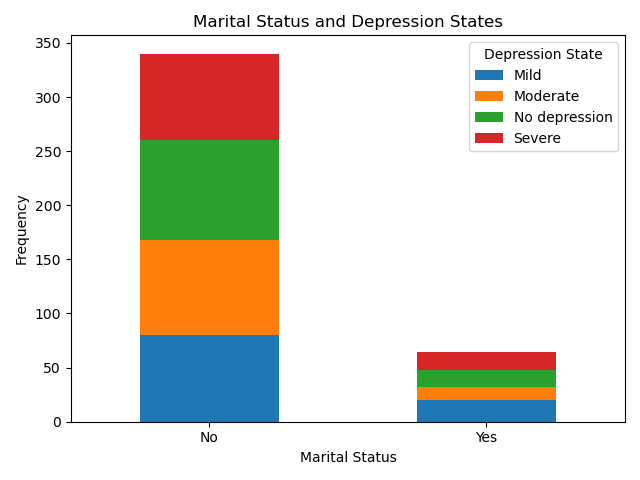 Marital Status and Depression States
Depression State
Mild
Moderate
No depression
Severe
Frequency
350
300
250
200
150
100
50
0
No
Yes
Marital Status